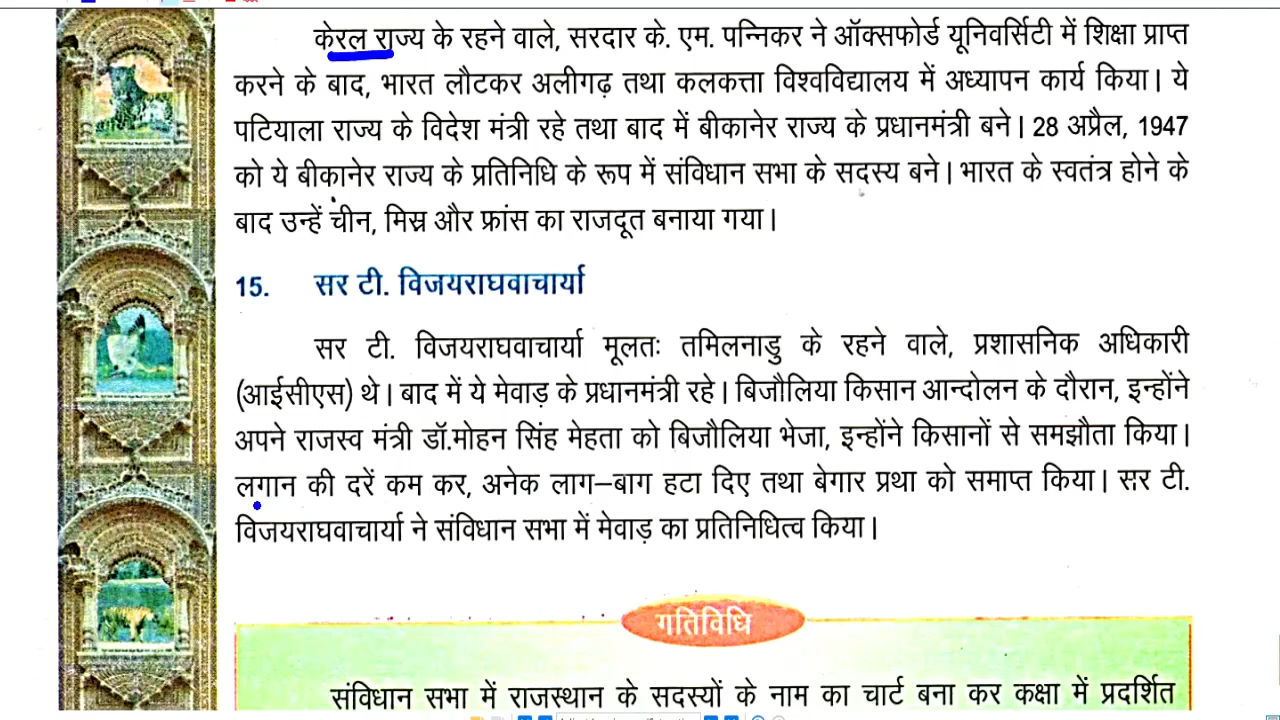 केरल राज्य के रहने वाले, सरदार के. एम. पन्निकर ने ऑक्सफोर्ड यूनिवर्सिटी में शिक्षा प्राप्त
करने के बाद, भारत लौटकर अलीगढ़ तथा कलकत्ता विश्वविद्यालय में अध्यापन कार्य किया। ये
पटियाला राज्य के विदेश मंत्री रहे तथा बाद में बीकानेर राज्य के प्रधानमंत्री बने। 28 अप्रैल, 1947
को ये बीकानेर राज्य के प्रतिनिधि के रूप में संविधान सभा के सदस्य बने। भारत के स्वतंत्र होने के
बाद उन्हें चीन, मिस्र और फ्रांस का राजदूत बनाया गया।
15. सर टी. विजयराघवाचार्या
सर टी. विजयराघवाचार्या मूलतः तमिलनाडु के रहने वाले, प्रशासनिक अधिकारी
(आईसीएस) थे। बाद में ये मेवाड़ के प्रधानमंत्री रहे। बिजौलिया किसान आन्दोलन के दौरान, इन्होंने
अपने राजस्व मंत्री डॉ.मोहन सिंह मेहता को बिजौलिया भेजा, इन्होंने किसानों से समझौता किया।
लगान की दरें कम कर, अनेक लाग–बाग हटा दिए तथा बेगार प्रथा को समाप्त किया। सर टी.
विजयराघवाचार्या ने संविधान सभा में मेवाड़ का प्रतिनिधित्व किया।
गतिविधि
संविधान सभा में राजस्थान के सदस्यों के नाम का चार्ट बना कर कक्षा में प्रदर्शित